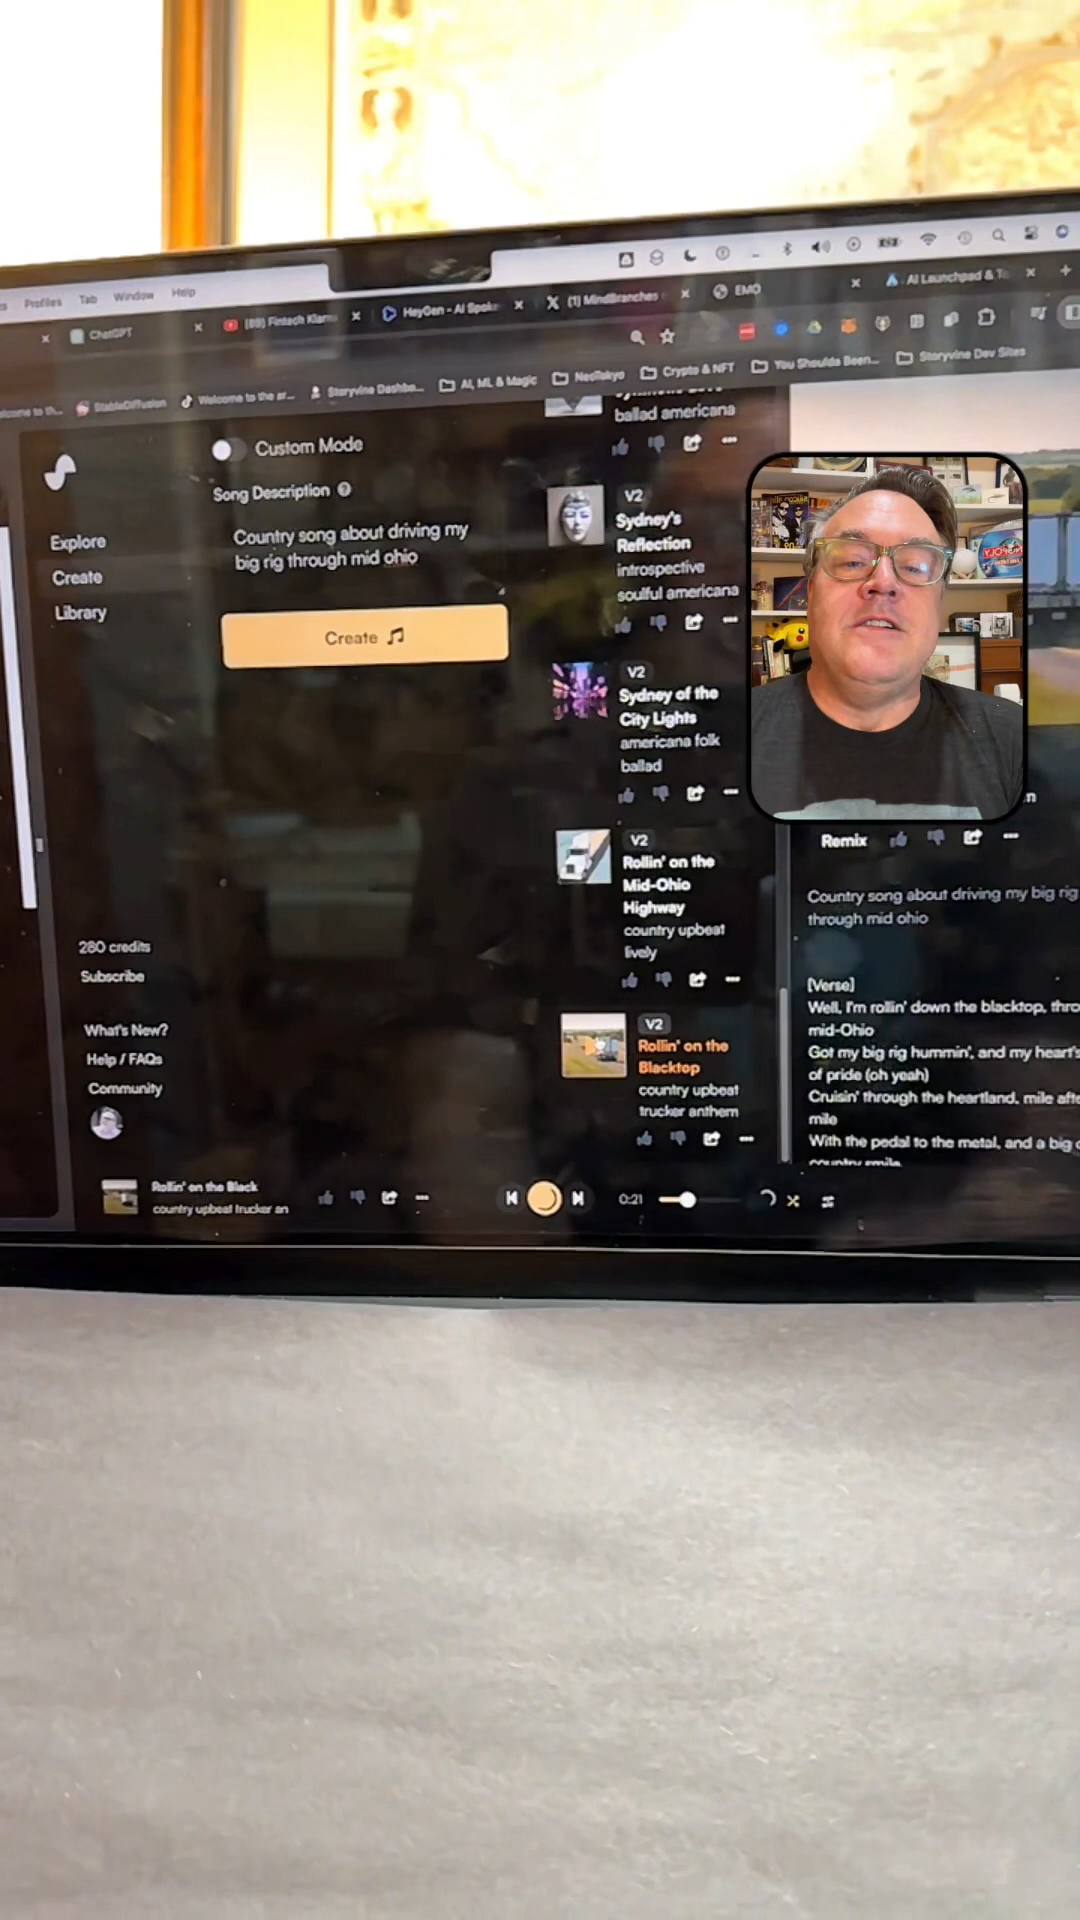 Profiles Tab Window Help
ChatGPT
(89) Fintech Klarna
HeyGen - AI Spoke
(1) MindBranches
EMO
AI Launchpad & To
StableDiffusion
Welcome to the ar...
Storyvine Dashbo...
AI, ML & Magic
NeoTokyo
Crypto & NFT
You Shoulda Been...
Storyvine Dev Sites
Explore
Create
Library
280 credits
Subscribe
What's New?
Help / FAQs
Community
Custom Mode
Song Description
Country song about driving my
big rig through mid ohio
Create
ballad americana
V2
Sydney's
Reflection
introspective
soulful americana
V2
Sydney of the
City Lights
americana folk
ballad
V2
Rollin' on the
Mid-Ohio
Highway
country upbeat
lively
V2
Rollin' on the
Blacktop
country upbeat
trucker anthem
Remix
Country song about driving my big rig
through mid ohio
[Verse]
Well, I'm rollin' down the blacktop, thro
mid-Ohio
Got my big rig hummin', and my heart's
of pride (oh yeah)
Cruisin' through the heartland, mile afte
mile
With the pedal to the metal, and a big c
country smile
Rollin' on the Black
country upbeat trucker an
0:21